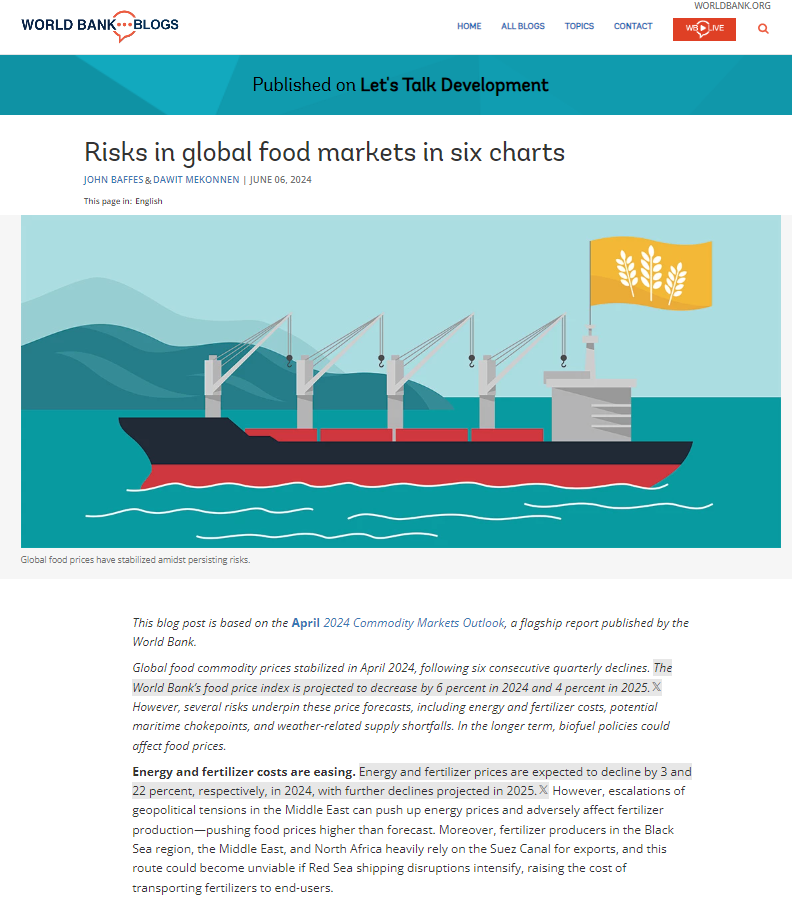 WORLDBANK.ORG
WORLD BANK BLOGS
HOME ALL BLOGS TOPICS CONTACT WB LIVE
Published on Let's Talk Development
Risks in global food markets in six charts
JOHN BAFFES & DAWIT MEKONNEN | JUNE 06, 2024
This page in: English
Global food prices have stabilized amidst persisting risks.
This blog post is based on the April 2024 Commodity Markets Outlook, a flagship report published by the
World Bank.
Global food commodity prices stabilized in April 2024, following six consecutive quarterly declines. The
World Bank's food price index is projected to decrease by 6 percent in 2024 and 4 percent in 2025. X
However, several risks underpin these price forecasts, including energy and fertilizer costs, potential
maritime chokepoints, and weather-related supply shortfalls. In the longer term, biofuel policies could
affect food prices.
Energy and fertilizer costs are easing. Energy and fertilizer prices are expected to decline by 3 and
22 percent, respectively, in 2024, with further declines projected in 2025. X However, escalations of
geopolitical tensions in the Middle East can push up energy prices and adversely affect fertilizer
production—pushing food prices higher than forecast. Moreover, fertilizer producers in the Black
Sea region, the Middle East, and North Africa heavily rely on the Suez Canal for exports, and this
route could become unviable if Red Sea shipping disruptions intensify, raising the cost of
transporting fertilizers to end-users.